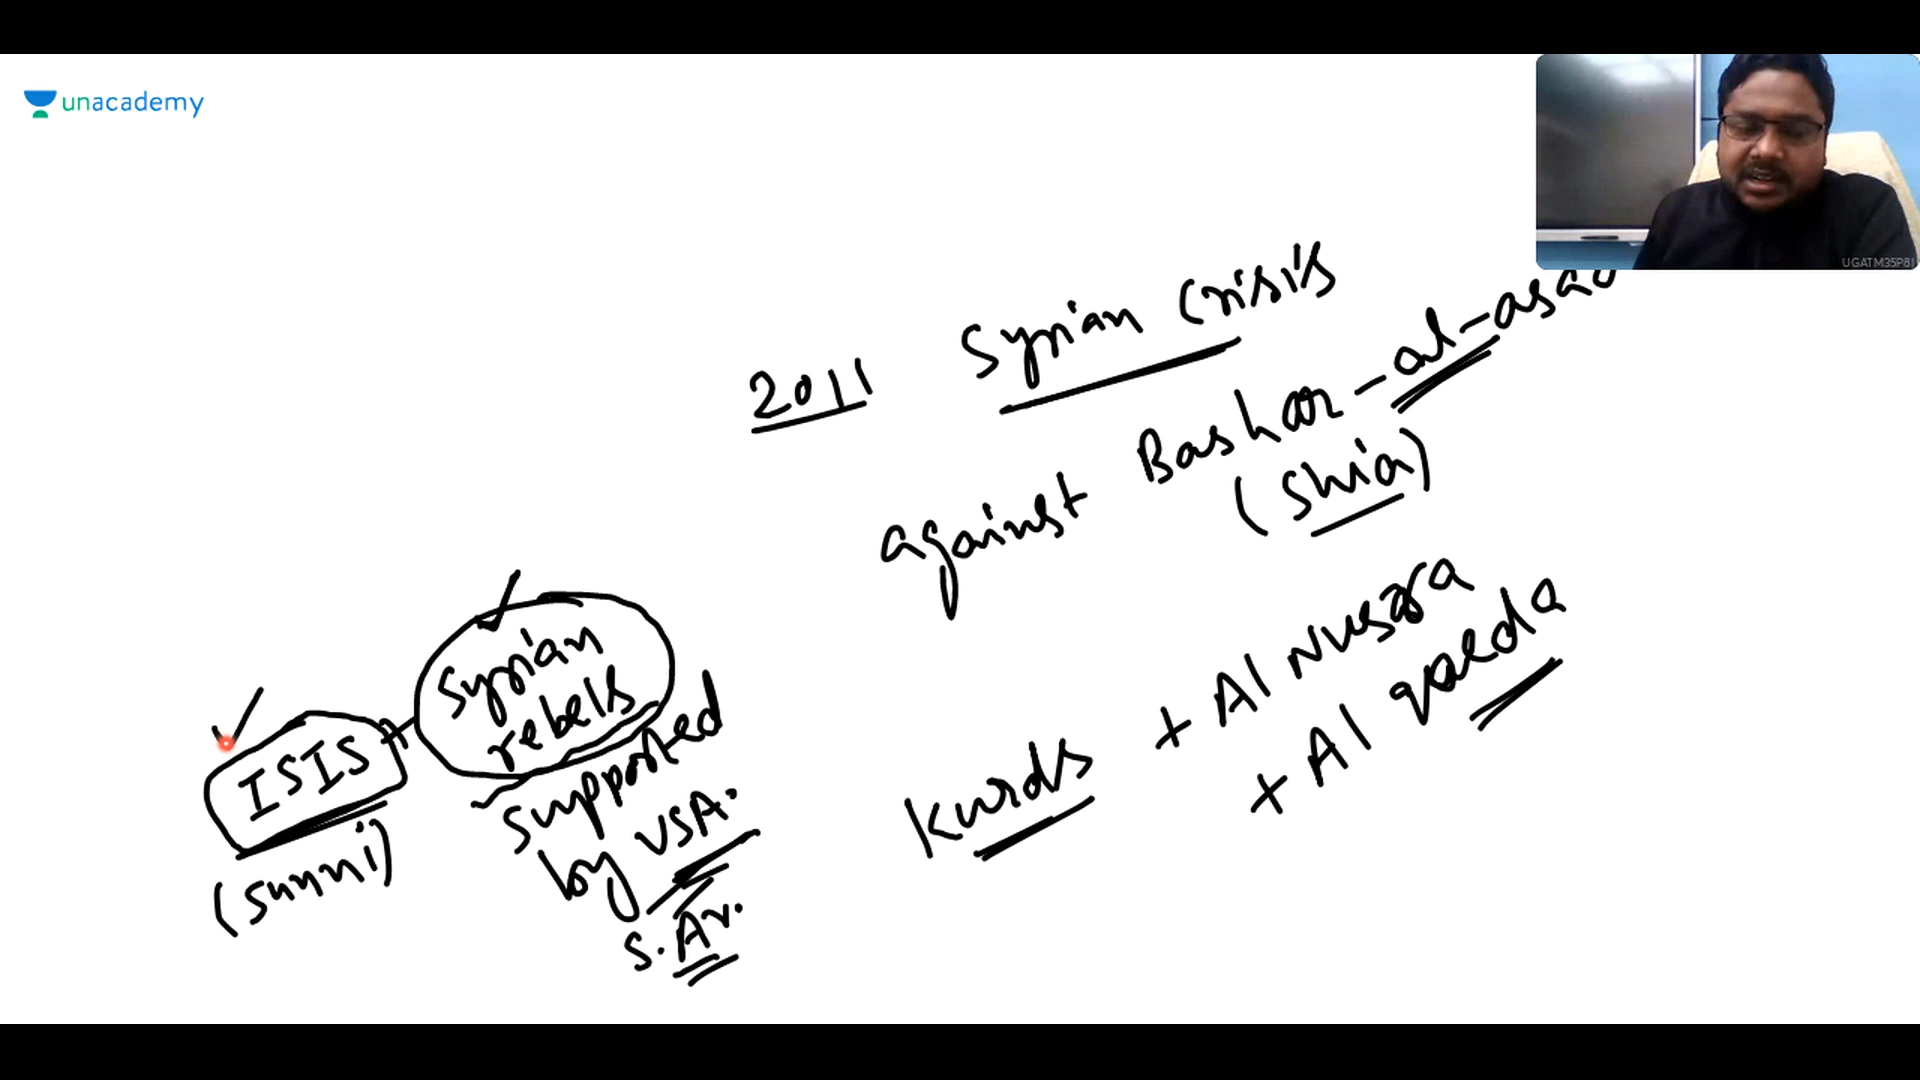 unacademy
UGATM35P8I
2011 Syrian Crisis
against Bashar-al-asad
(Shia)
ISIS + Syrian rebels
(Sunni)
Supported
by USA.
S. Ar.
Kurds + Al Nusra
+ Al qaeda